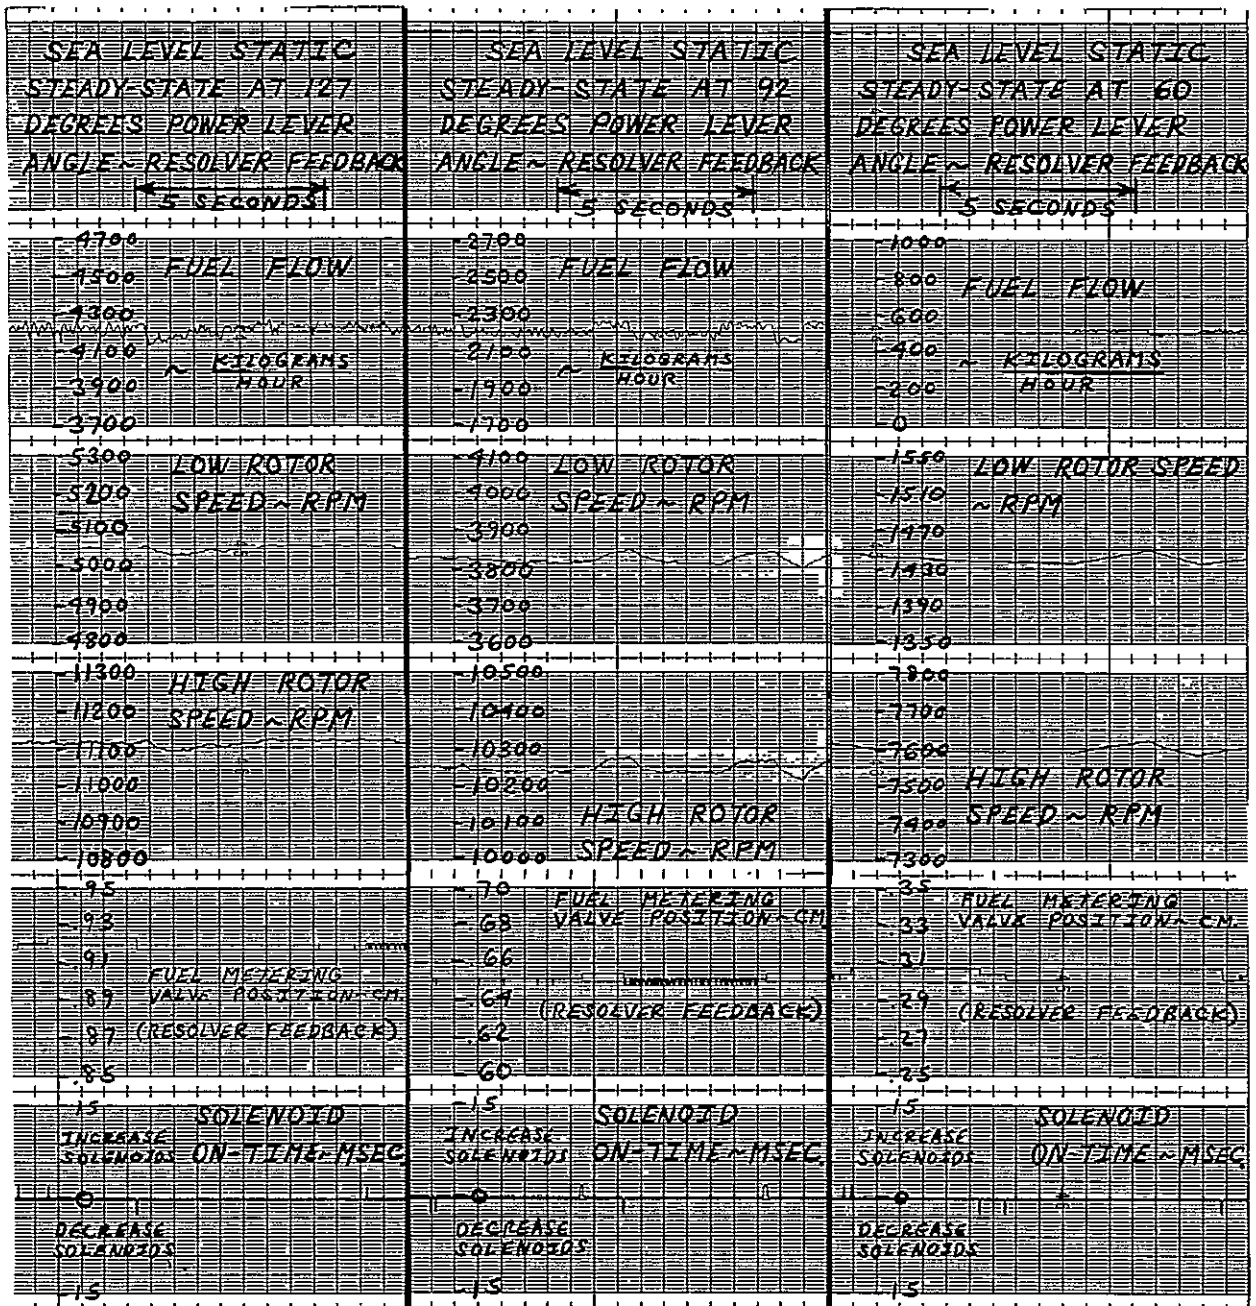 SEA LEVEL STATIC
STEADY-STATE AT 127
DEGREES POWER LEVER
ANGLE ~ RESOLVER FEEDBACK
5 SECONDS
4700
4500
FUEL FLOW
4300
4100
~ KILOGRAMS
HOUR
3900
3700
5300
LOW ROTOR
5200
SPEED ~ RPM
5100
5000
4900
4800
11300
HIGH ROTOR
11200
SPEED ~ RPM
11100
11000
10900
10800
.95
.93
.91
FUEL METERING
VALVE POSITION ~ CM.
.89
.87
(RESOLVER FEEDBACK)
.85
15
SOLENOID
INCREASE
SOLENOIDS
ON-TIME ~ MSEC.
0
DECREASE
SOLENOIDS
-15
SEA LEVEL STATIC
STEADY-STATE AT 92
DEGREES POWER LEVER
ANGLE ~ RESOLVER FEEDBACK
5 SECONDS
2700
2500
FUEL FLOW
2300
2100
~ KILOGRAMS
HOUR
1900
1700
4100
LOW ROTOR
4000
SPEED ~ RPM
3900
3800
3700
3600
10500
10400
10300
10200
10100
HIGH ROTOR
10000
SPEED ~ RPM
.70
FUEL METERING
VALVE POSITION ~ CM.
.68
.66
.64
(RESOLVER FEEDBACK)
.62
.60
15
SOLENOID
INCREASE
SOLENOIDS
ON-TIME ~ MSEC.
0
DECREASE
SOLENOIDS
-15
SEA LEVEL STATIC
STEADY-STATE AT 60
DEGREES POWER LEVER
ANGLE ~ RESOLVER FEEDBACK
5 SECONDS
1000
800
FUEL FLOW
600
400
~ KILOGRAMS
HOUR
200
0
1550
LOW ROTOR SPEED
1510
~ RPM
1470
1430
1390
1350
7800
7700
7600
7500
HIGH ROTOR
7400
SPEED ~ RPM
7300
.35
FUEL METERING
VALVE POSITION ~ CM.
.33
.31
.29
(RESOLVER FEEDBACK)
.27
.25
15
SOLENOID
INCREASE
SOLENOIDS
ON-TIME ~ MSEC
0
DECREASE
SOLENOIDS
-15